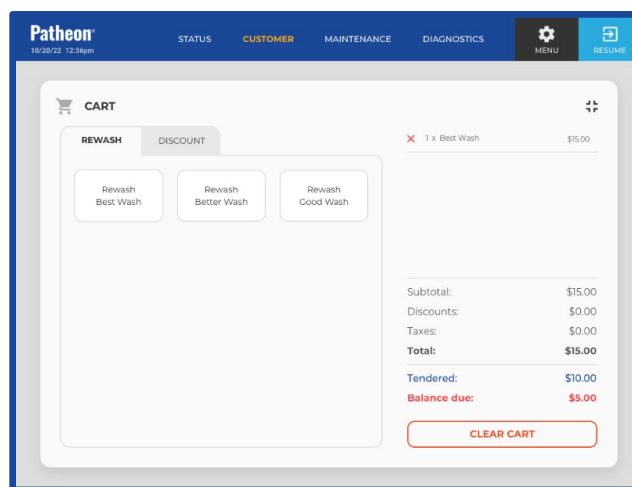 Patheon®
10/20/22 12:36pm
STATUS
CUSTOMER
MAINTENANCE
DIAGNOSTICS
MENU
RESUME
CART
REWASH
DISCOUNT
Rewash
Best Wash
Rewash
Better Wash
Rewash
Good Wash
1 x Best Wash $15.00
Subtotal: $15.00
Discounts: $0.00
Taxes: $0.00
Total: $15.00
Tendered: $10.00
Balance due: $5.00
CLEAR CART